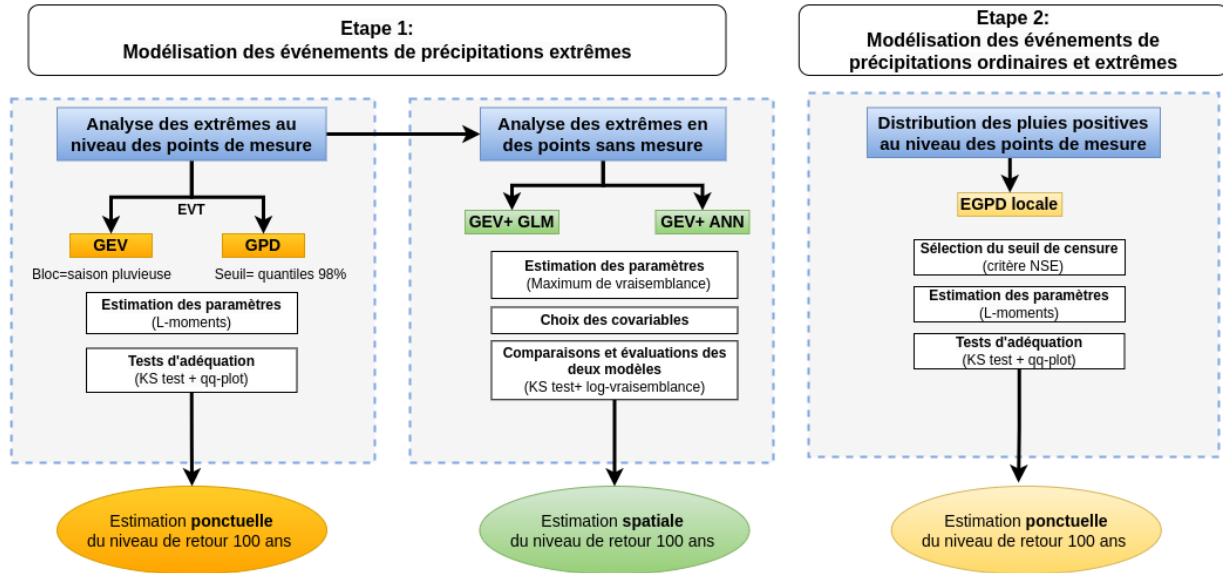 Etape 1:
Modélisation des événements de précipitations extrêmes
Etape 2:
Modélisation des événements de
précipitations ordinaires et extrêmes
Analyse des extrêmes au
niveau des points de mesure
EVT
GEV
GPD
Bloc=saison pluvieuse
Seuil= quantiles 98%
Estimation des paramètres
(L-moments)
Tests d'adéquation
(KS test + qq-plot)
Estimation ponctuelle
du niveau de retour 100 ans
Analyse des extrêmes en
des points sans mesure
GEV+ GLM
GEV+ ANN
Estimation des paramètres
(Maximum de vraisemblance)
Choix des covariables
Comparaisons et évaluations des
deux modèles
(KS test+ log-vraisemblance)
Estimation spatiale
du niveau de retour 100 ans
Distribution des pluies positives
au niveau des points de mesure
EGPD locale
Sélection du seuil de censure
(critère NSE)
Estimation des paramètres
(L-moments)
Tests d'adéquation
(KS test + qq-plot)
Estimation ponctuelle
du niveau de retour 100 ans